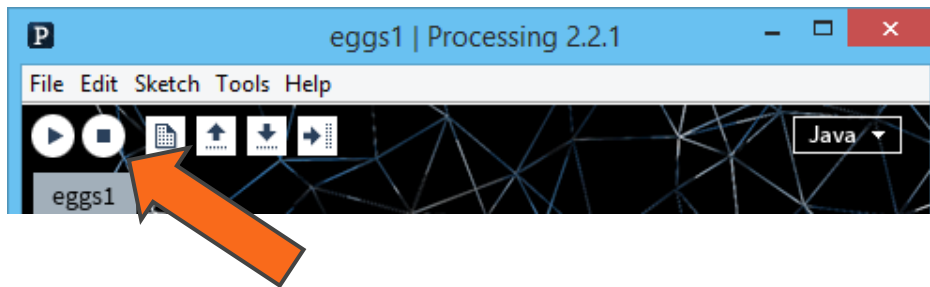 P
eggs1 | Processing 2.2.1
File Edit Sketch Tools Help
Java
eggs1